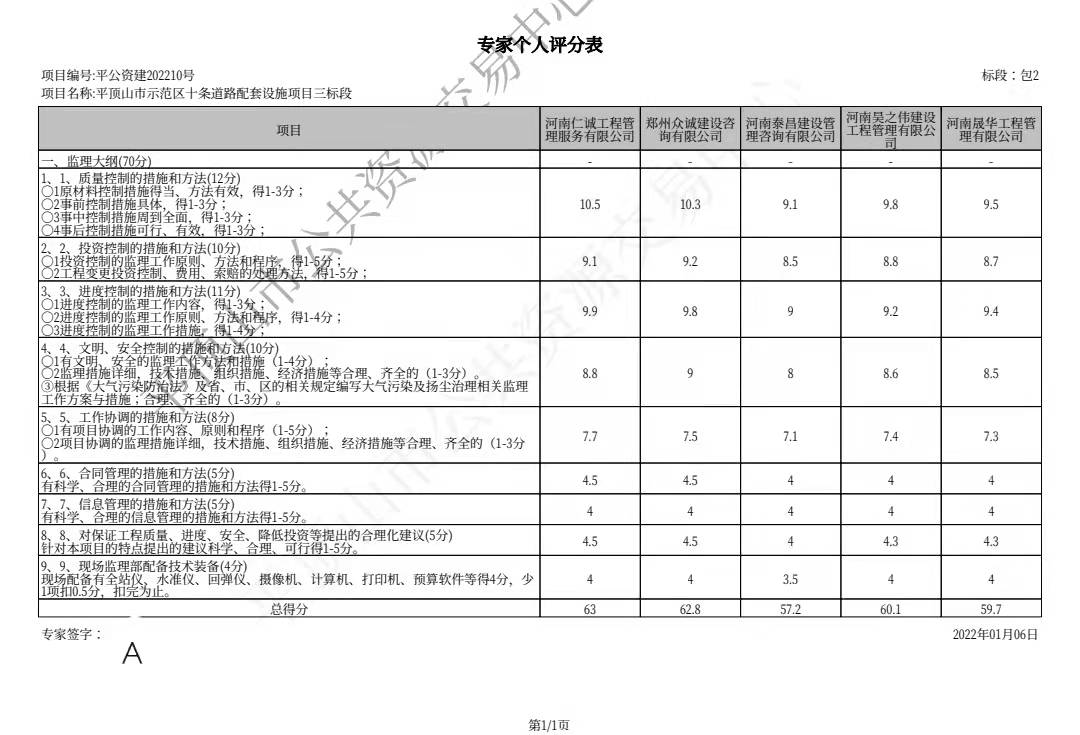 专家个人评分表
项目编号:平公资建202210号
标段：包2
项目名称:平顶山市示范区十条道路配套设施项目三标段
项目
河南仁诚工程管
理服务有限公司
郑州众诚建设咨
询有限公司
河南泰昌建设管
理咨询有限公司
河南昊之伟建设
工程管理有限公
司
河南晟华工程管
理有限公司
一、监理大纲(70分)
- - - - -
1、1、质量控制的措施和方法(12分)
○1原材料控制措施得当、方法有效，得1-3分；
○2事前控制措施具体，得1-3分；
○3事中控制措施周到全面，得1-3分；
○4事后控制措施可行、有效，得1-3分；
10.5 10.3 9.1 9.8 9.5
2、2、投资控制的措施和方法(10分)
○1投资控制的监理工作原则、方法和程序，得1-5分；
○2工程变更投资控制、费用、索赔的处理方法，得1-5分；
9.1 9.2 8.5 8.8 8.7
3、3、进度控制的措施和方法(11分)
○1进度控制的监理工作内容，得1-3分；
○2进度控制的监理工作原则、方法和程序，得1-4分；
○3进度控制的监理工作措施，得1-4分；
9.9 9.8 9 9.2 9.4
4、4、文明、安全控制的措施和方法(10分)
○1有文明、安全的监理工作方法和措施（1-4分）；
○2监理措施详细，技术措施、组织措施、经济措施等合理、齐全的（1-3分）。
③根据《大气污染防治法》及省、市、区的相关规定编写大气污染及扬尘治理相关监理
工作方案与措施；合理、齐全的（1-3分）。
8.8 9 8 8.6 8.5
5、5、工作协调的措施和方法(8分)
○1有项目协调的工作内容、原则和程序（1-5分）；
○2项目协调的监理措施详细，技术措施、组织措施、经济措施等合理、齐全的（1-3分
）。
7.7 7.5 7.1 7.4 7.3
6、6、合同管理的措施和方法(5分)
有科学、合理的合同管理的措施和方法得1-5分。
4.5 4.5 4 4 4
7、7、信息管理的措施和方法(5分)
有科学、合理的信息管理的措施和方法得1-5分。
4 4 4 4 4
8、8、对保证工程质量、进度、安全、降低投资等提出的合理化建议(5分)
针对本项目的特点提出的建议科学、合理、可行得1-5分。
4.5 4.5 4 4.3 4.3
9、9、现场监理部配备技术装备(4分)
现场配备有全站仪、水准仪、回弹仪、摄像机、计算机、打印机、预算软件等得4分，少
1项扣0.5分，扣完为止。
4 4 3.5 4 4
总得分 63 62.8 57.2 60.1 59.7
专家签字：
2022年01月06日
A
第1/1页
平顶山市公共资源交易中心
平顶山市公共资源交易中心